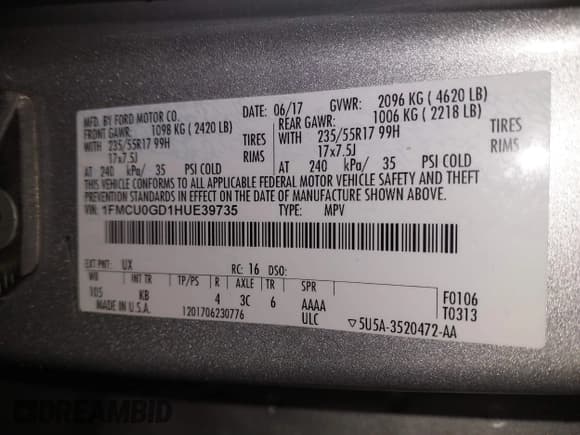 MFD. BY FORD MOTOR CO. DATE: 06/17 GVWR: 2096 KG ( 4620 LB)
FRONT GAWR: 1098 KG ( 2420 LB) REAR GAWR: 1006 KG ( 2218 LB)
WITH 235/55R17 99H TIRES WITH 235/55R17 99H TIRES
17x7.5J RIMS 17x7.5J RIMS
AT 240 kPa/ 35 PSI COLD AT 240 kPa/ 35 PSI COLD
THIS VEHICLE CONFORMS TO ALL APPLICABLE FEDERAL MOTOR VEHICLE SAFETY AND THEFT
PREVENTION STANDARDS IN EFFECT ON THE DATE OF MANUFACTURE SHOWN ABOVE.
VIN: 1FMCU0GD1HUE39735 TYPE: MPV
EXT PNT: UX RC: 16 DSO:
WB INT TR TP/PS R AXLE TR SPR F0106
105 KB 4 3C 6 AAAA T0313
MADE IN U.S.A. 1201706230776 ULC ▽5U5A-3520472-AA
DREAMBID